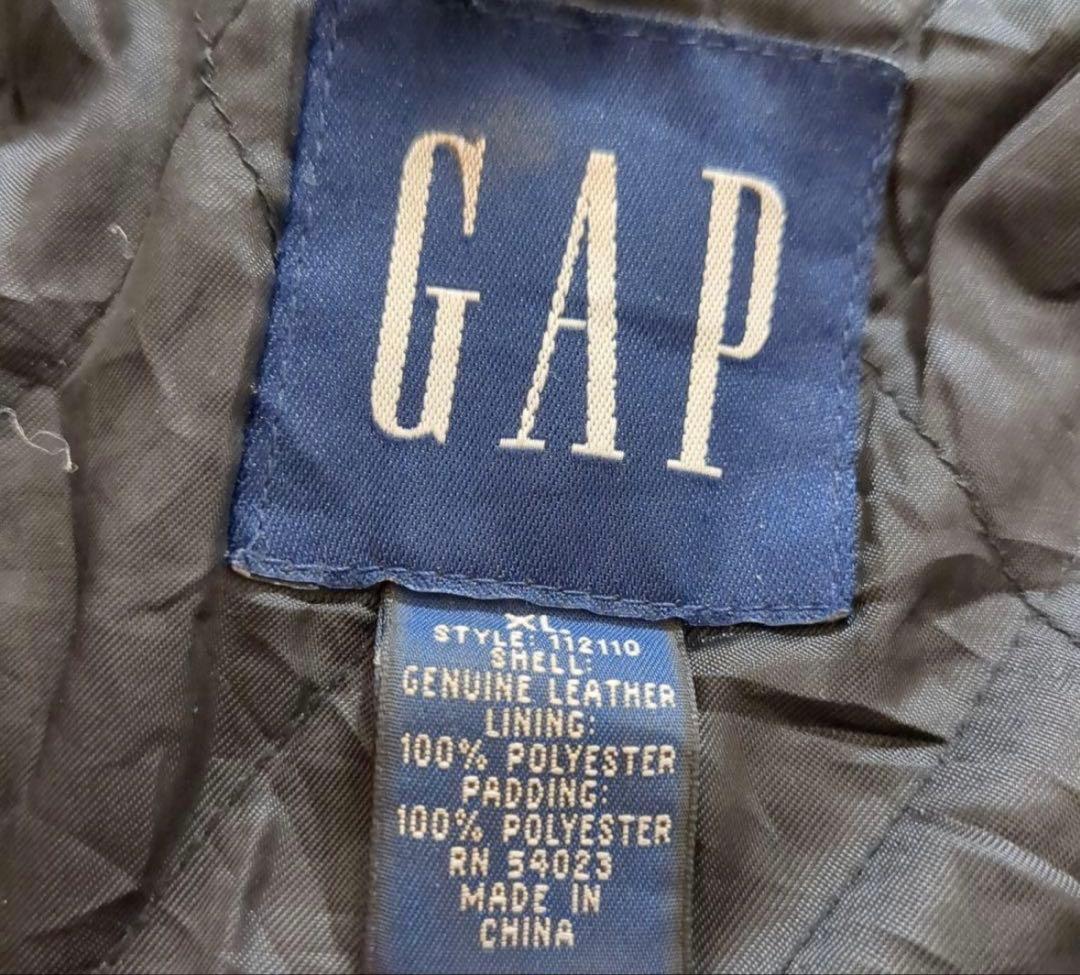 GAP
XL
STYLE: 112110
SHELL:
GENUINE LEATHER
LINING:
100% POLYESTER
PADDING:
100% POLYESTER
RN 54023
MADE IN
CHINA